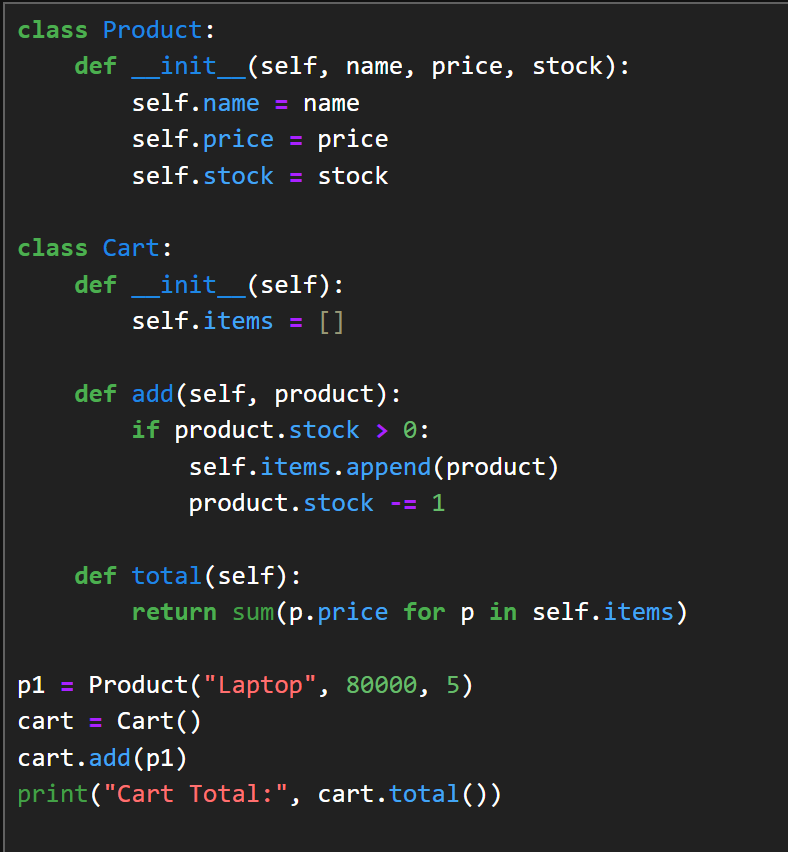 class Product:
    def __init__(self, name, price, stock):
        self.name = name
        self.price = price
        self.stock = stock

class Cart:
    def __init__(self):
        self.items = []

    def add(self, product):
        if product.stock > 0:
            self.items.append(product)
            product.stock -= 1

    def total(self):
        return sum(p.price for p in self.items)

p1 = Product("Laptop", 80000, 5)
cart = Cart()
cart.add(p1)
print("Cart Total:", cart.total())